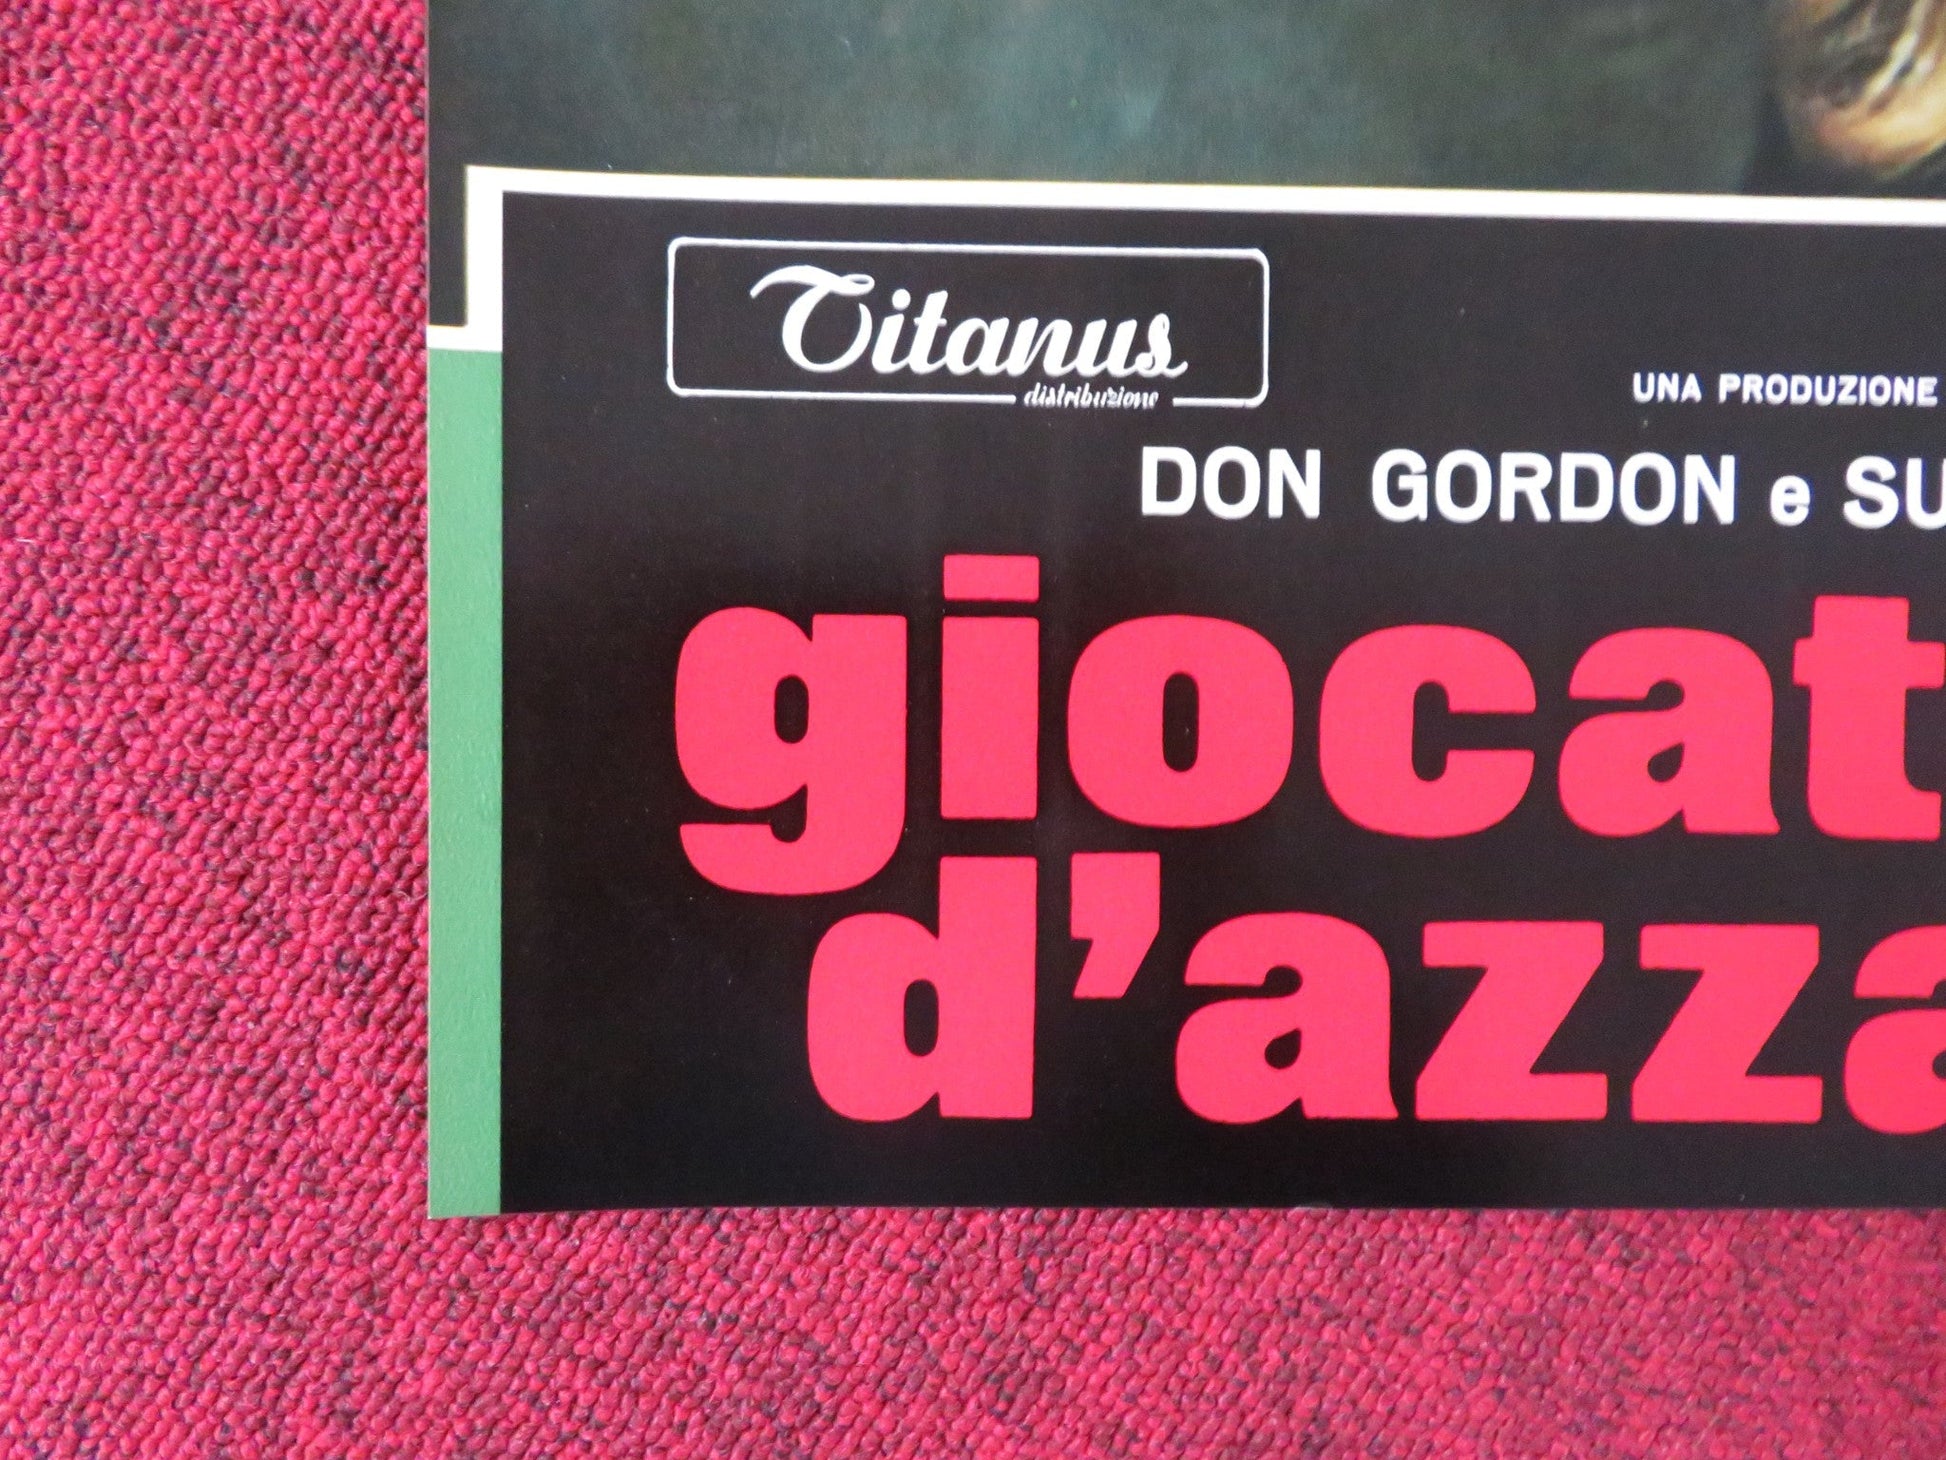 Titanus
distribuzione
UNA PRODUZIONE
DON GORDON e SU
giocat
d'azza